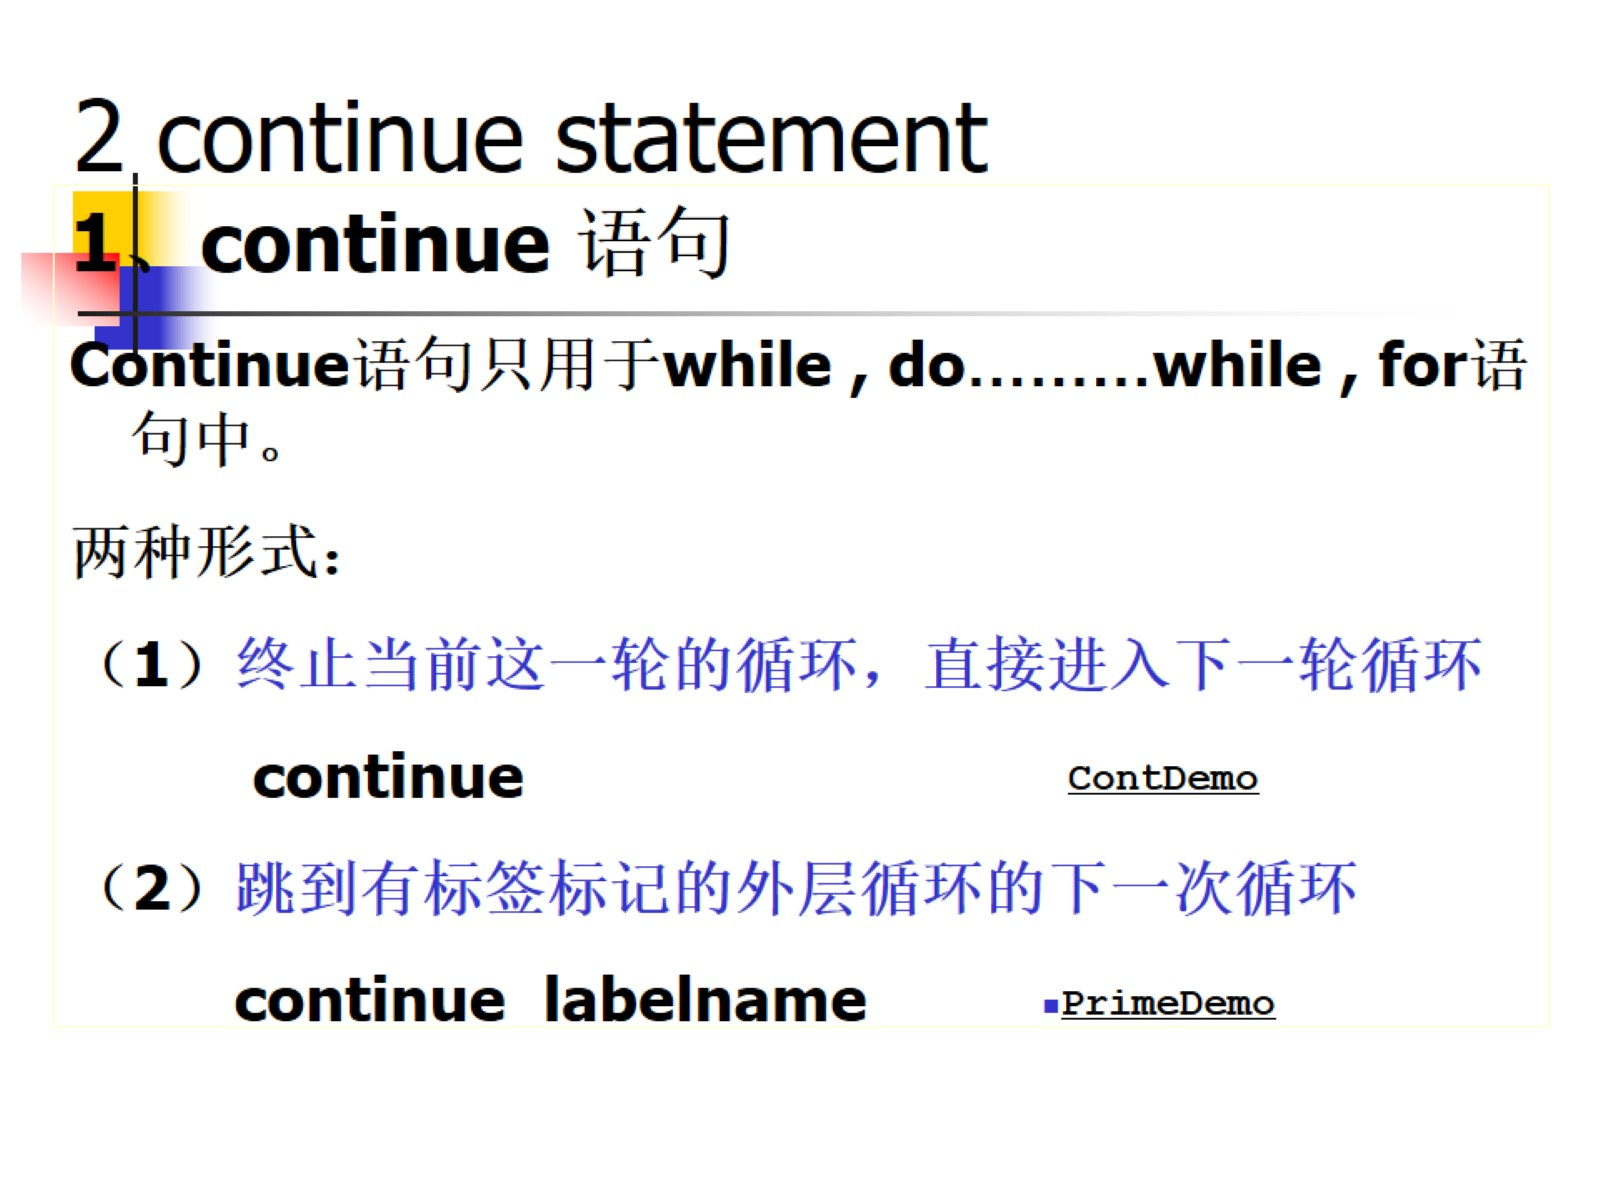 2 continue statement
1、 continue 语句
Continue语句只用于while , do.........while , for语
句中。
两种形式：
（1）终止当前这一轮的循环，直接进入下一轮循环
continue ContDemo
（2）跳到有标签标记的外层循环的下一次循环
continue labelname ■PrimeDemo